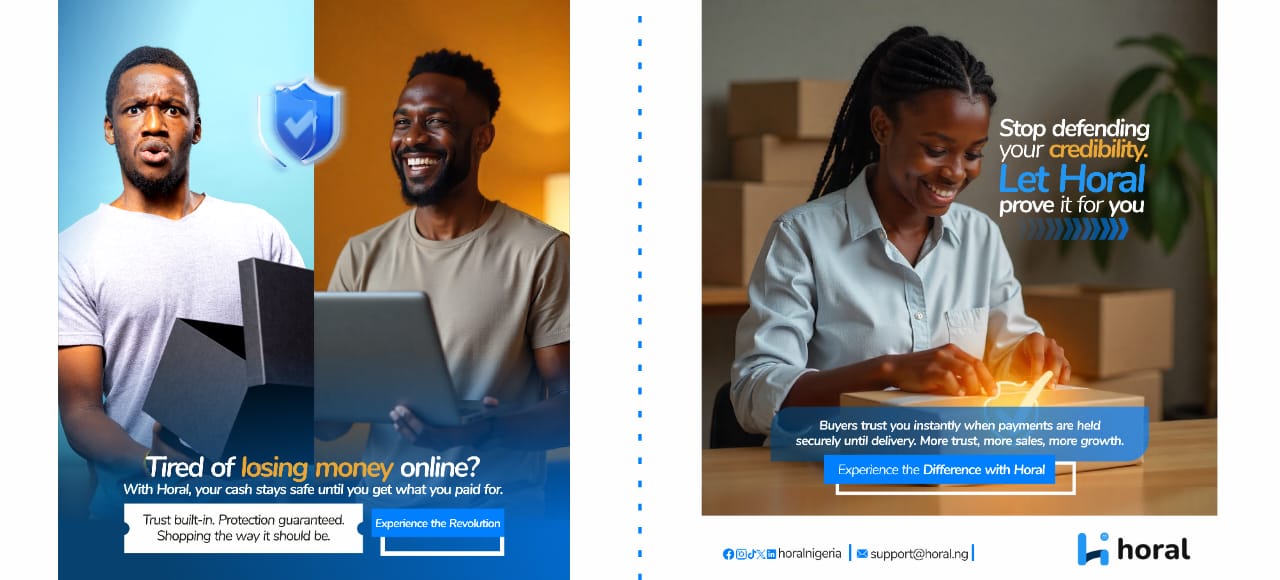 Tired of losing money online?
With Horal, your cash stays safe until you get what you paid for.
Trust built-in. Protection guaranteed.
Shopping the way it should be.
Experience the Revolution
Stop defending
your credibility.
Let Horal
prove it for you
Buyers trust you instantly when payments are held
securely until delivery. More trust, more sales, more growth.
Experience the Difference with Horal
horalnigeria
support@horal.ng
horal